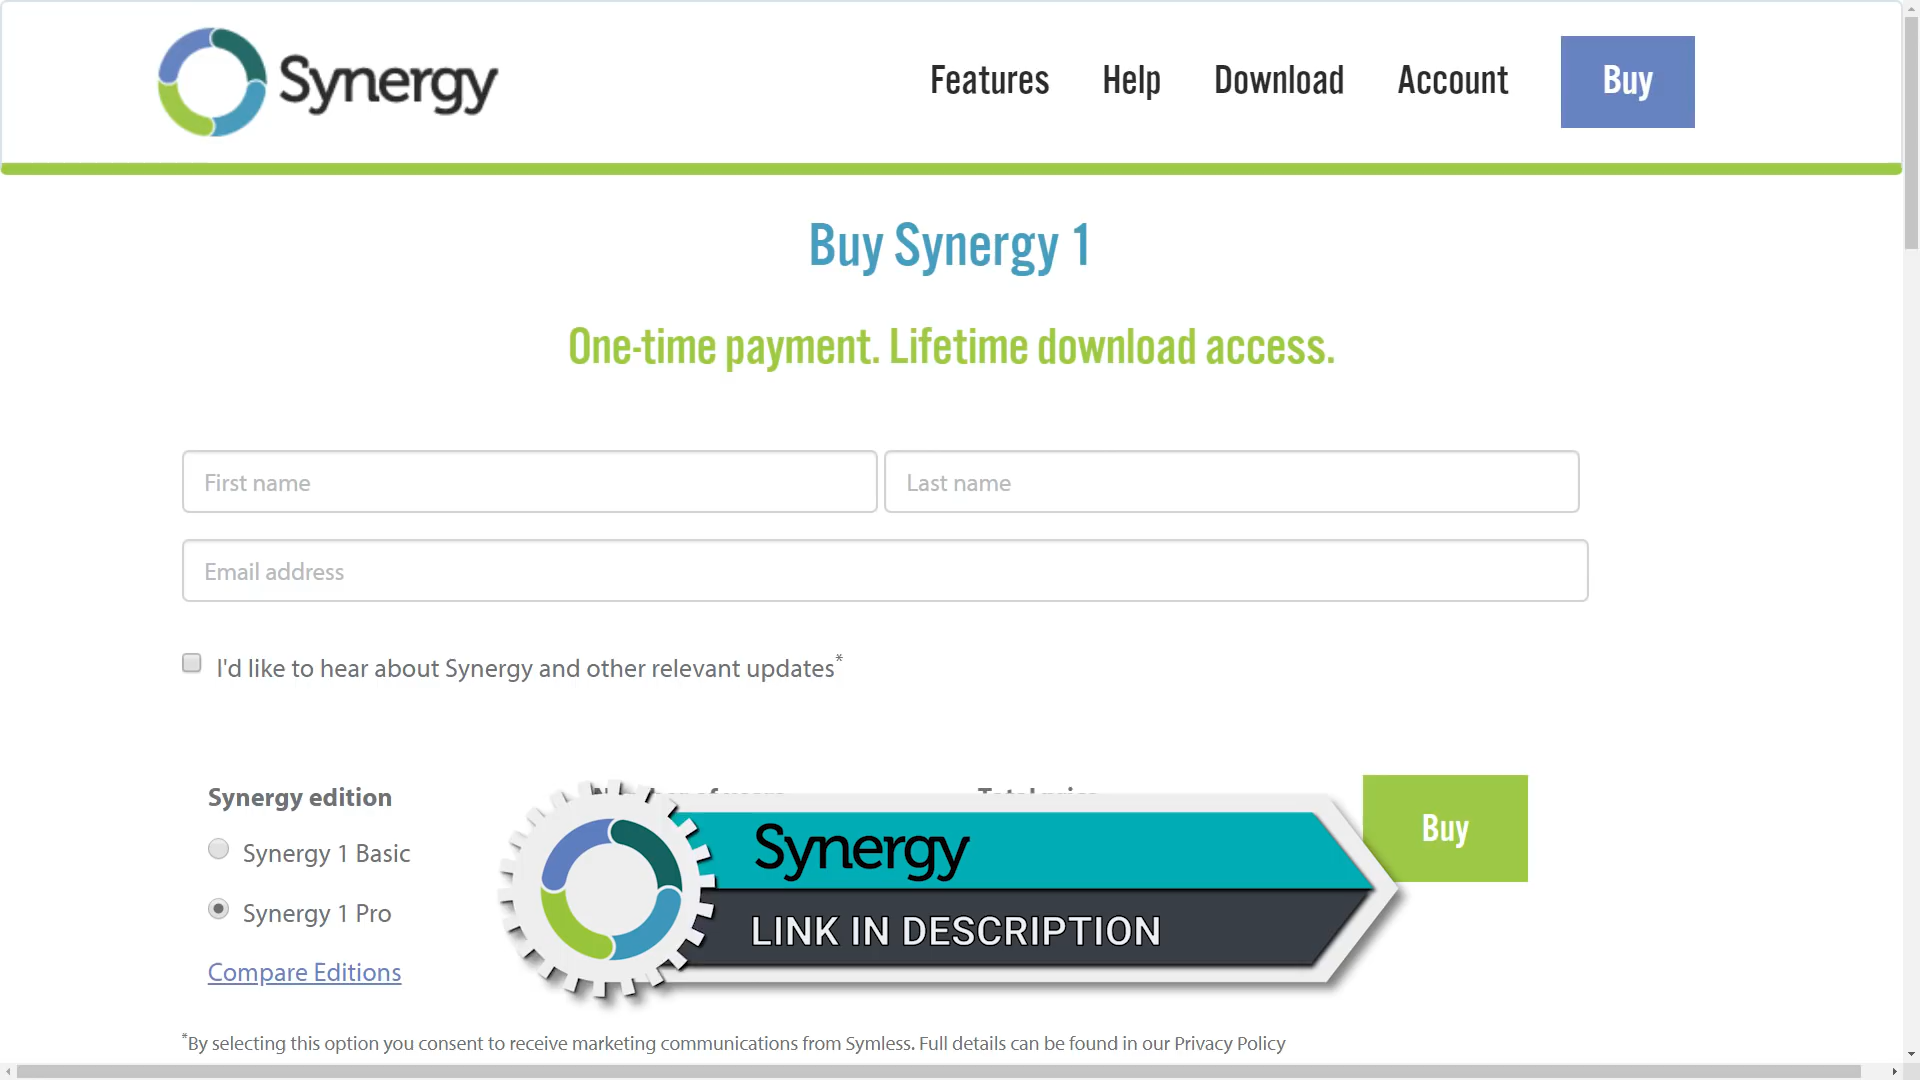 Synergy
Features Help Download Account Buy
Buy Synergy 1
One-time payment. Lifetime download access.
First name Last name
Email address
I'd like to hear about Synergy and other relevant updates*
Synergy edition
Synergy 1 Basic
Synergy 1 Pro
Compare Editions
Buy
Synergy
LINK IN DESCRIPTION
*By selecting this option you consent to receive marketing communications from Symless. Full details can be found in our Privacy Policy